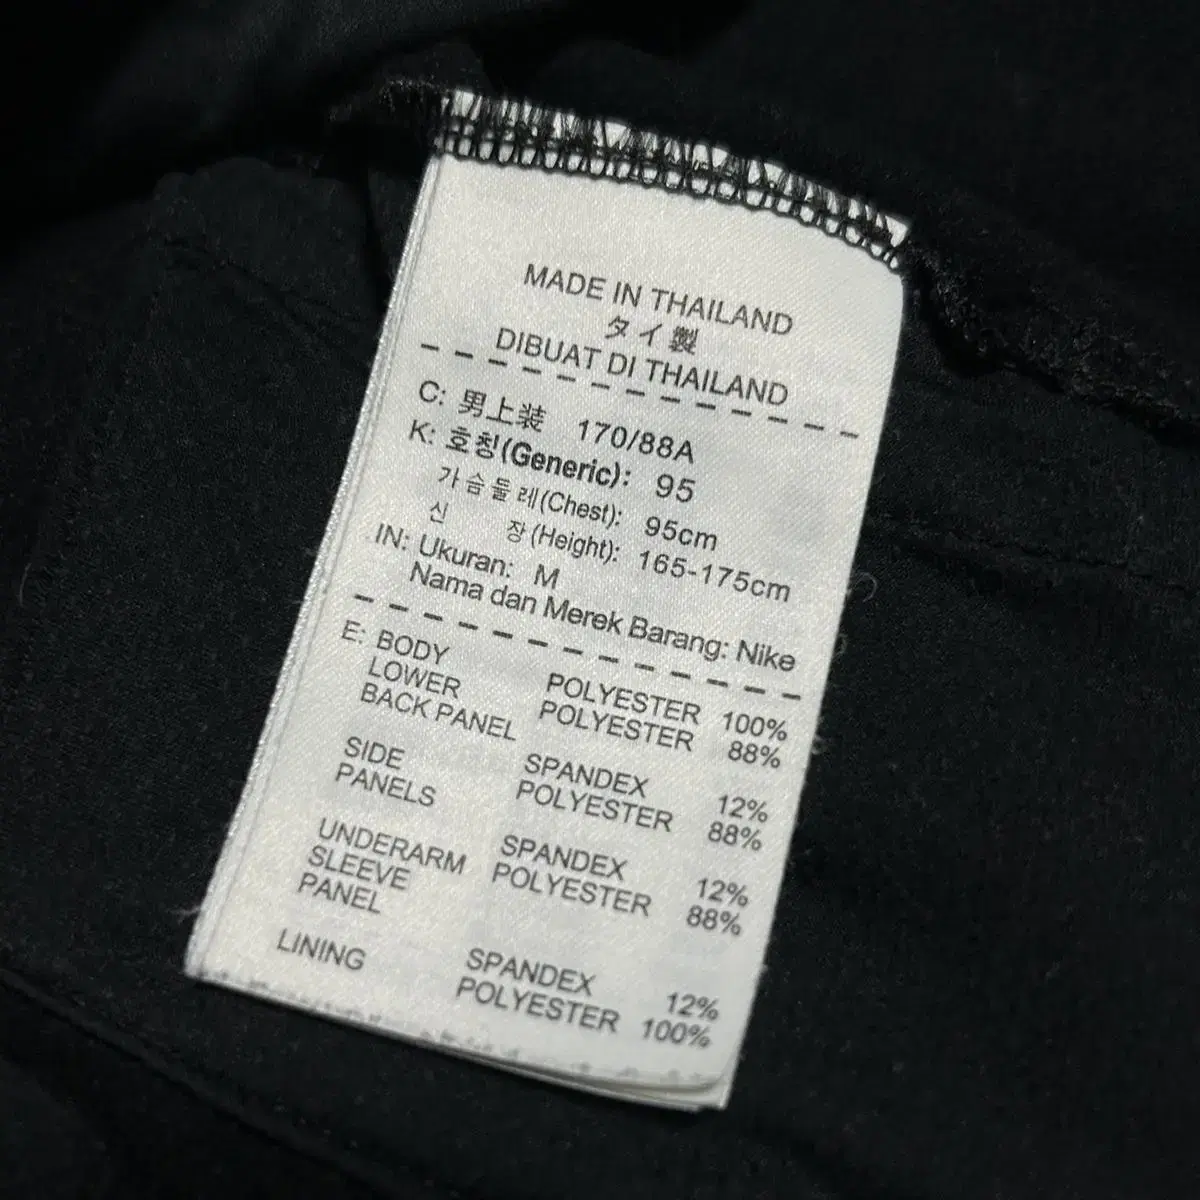 MADE IN THAILAND
タイ製
DIBUAT DI THAILAND
C: 男上装 170/88A
K: 호칭(Generic): 95
가슴둘레(Chest): 95cm
신 장(Height): 165-175cm
IN: Ukuran: M
Nama dan Merek Barang: Nike
E: BODY POLYESTER 100%
LOWER POLYESTER 88%
BACK PANEL
SPANDEX 12%
SIDE POLYESTER 88%
PANELS
SPANDEX 12%
UNDERARM POLYESTER 88%
SLEEVE
PANEL
SPANDEX 12%
LINING POLYESTER 100%